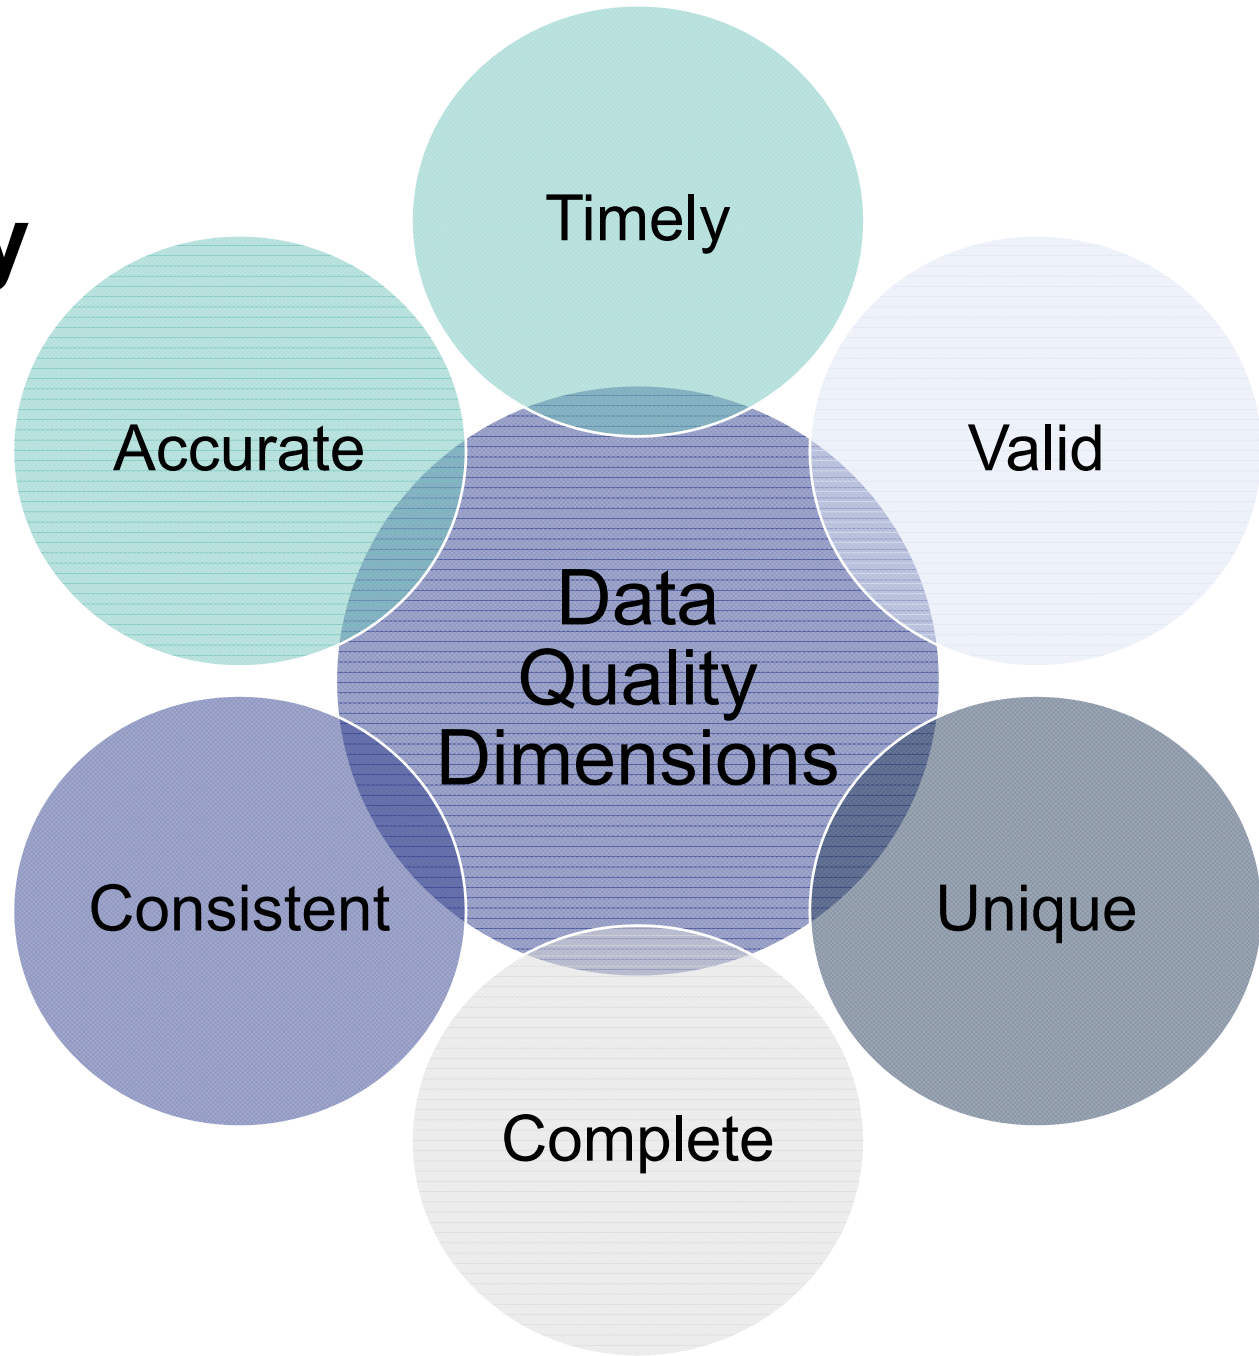 y
Timely
Accurate
Valid
Data
Quality
Dimensions
Consistent
Unique
Complete